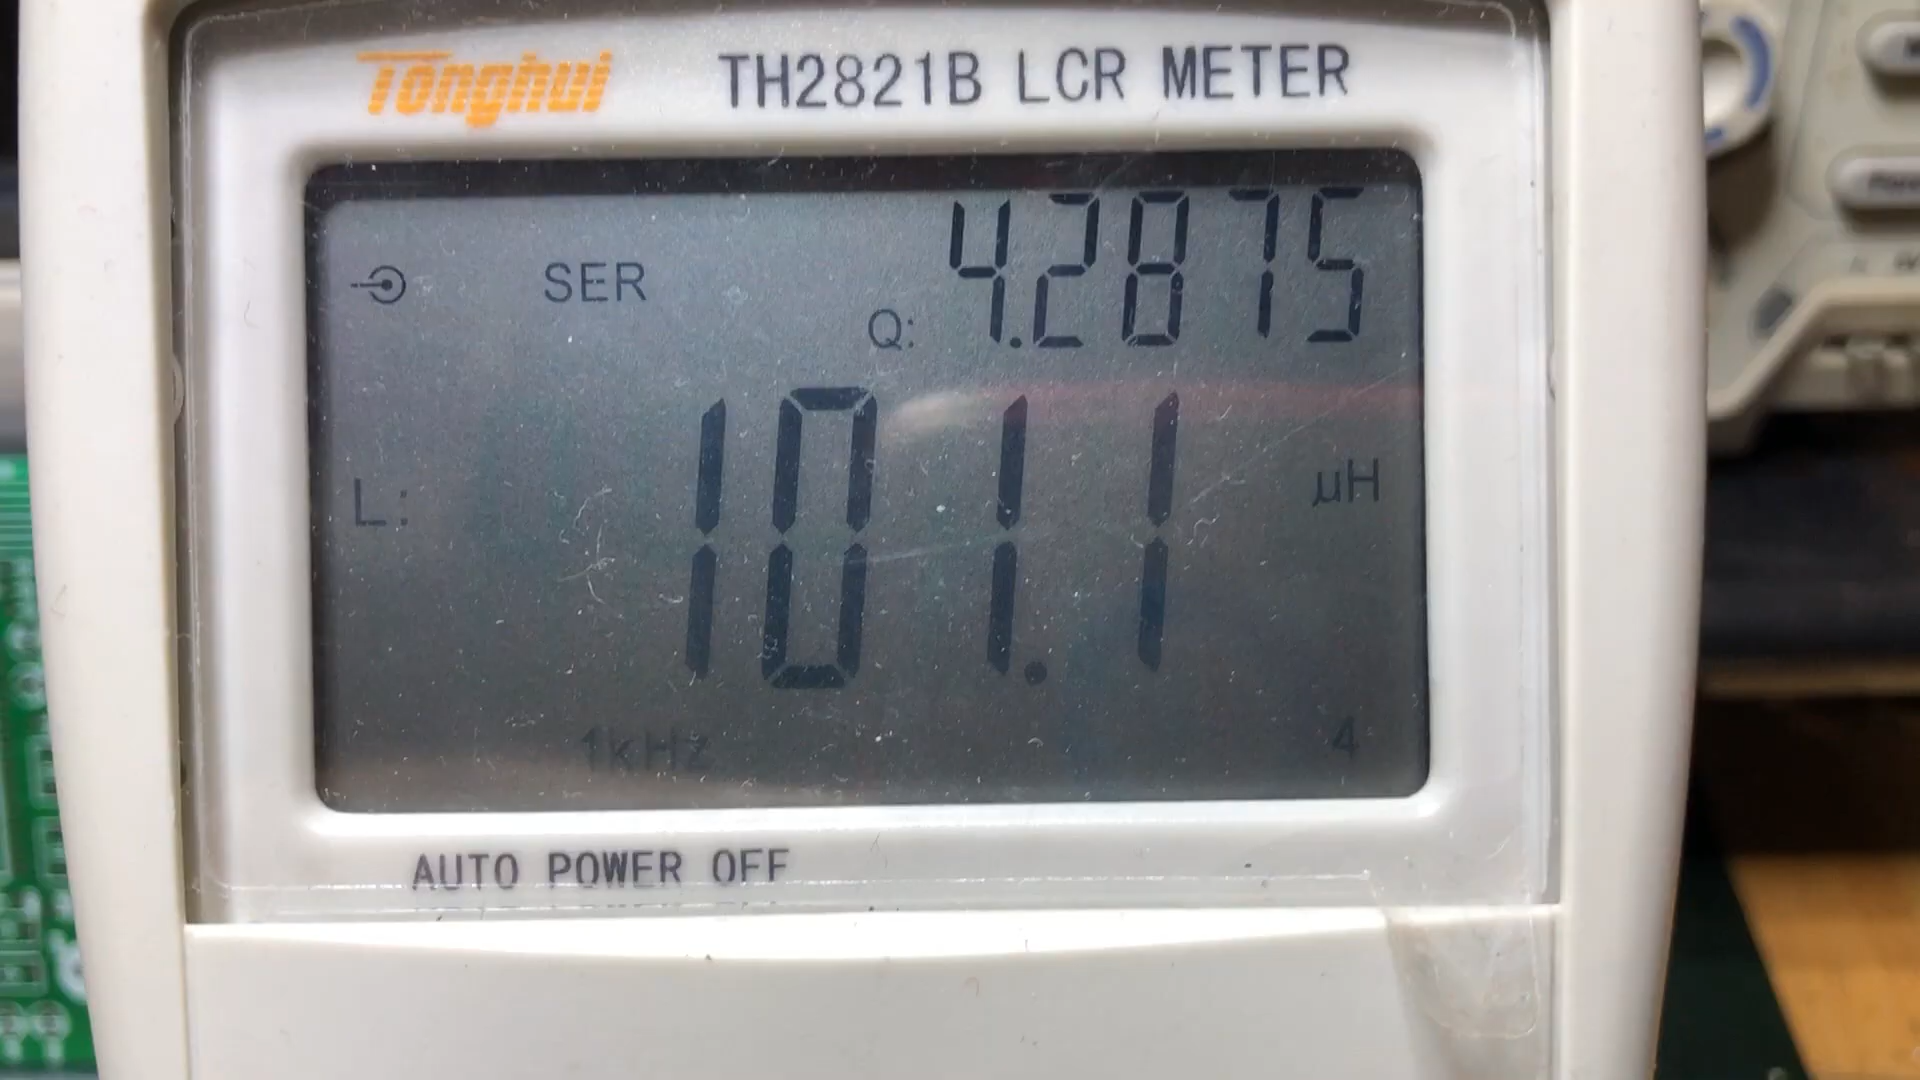 Tonghui TH2821B LCR METER
SER Q: 4.2875
L: 101.1 µH
1kHz 4
AUTO POWER OFF